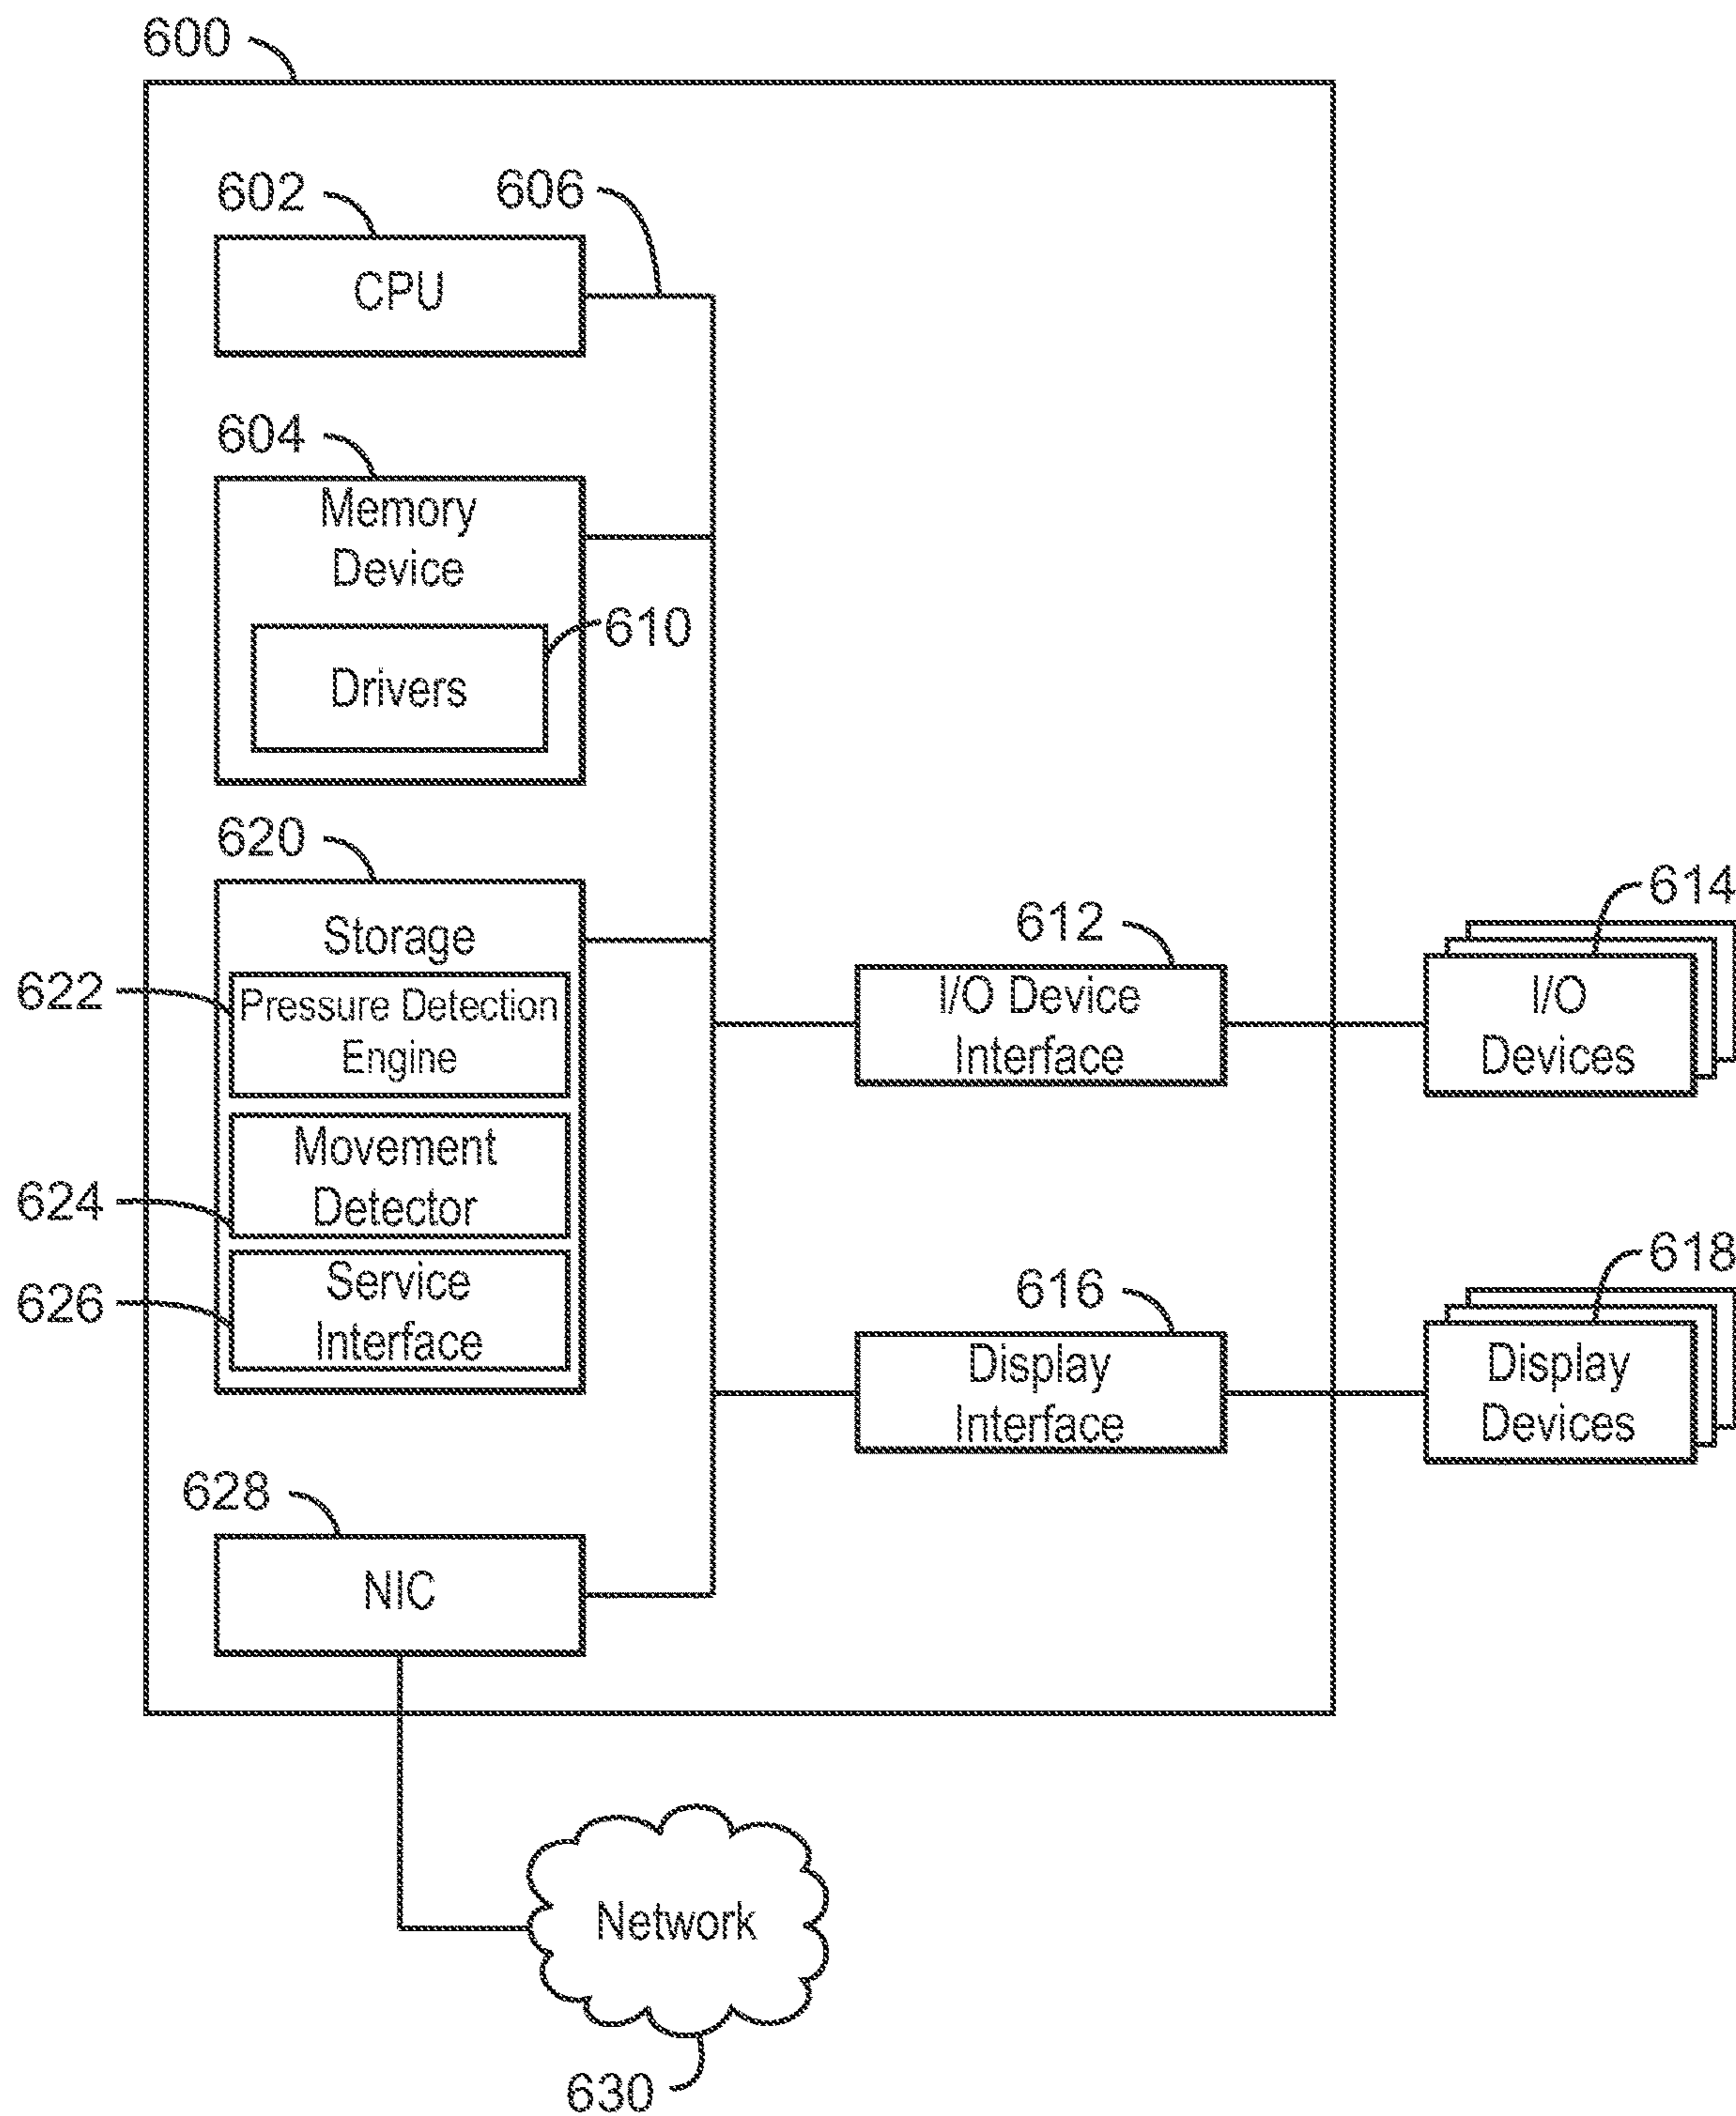 600
602
606
CPU
604
Memory
Device
610
Drivers
620
Storage
622
Pressure Detection
Engine
624
Movement
Detector
626
Service
Interface
612
I/O Device
Interface
614
I/O
Devices
616
Display
Interface
618
Display
Devices
628
NIC
Network
630